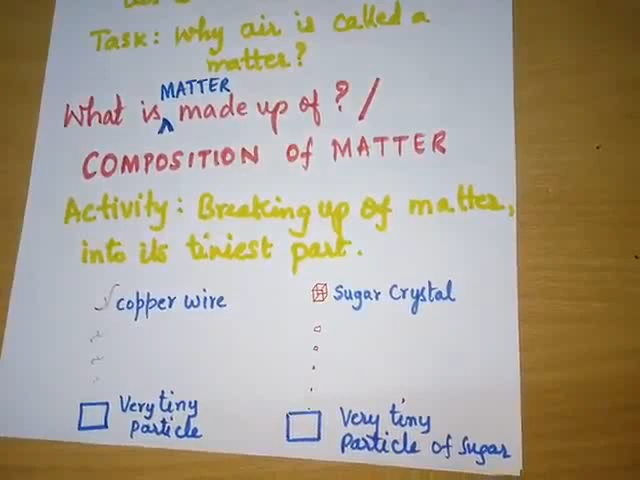 Task: Why air is called a
matter?
MATTER
What is made up of ? /
COMPOSITION of MATTER
Activity: Breaking up of matter,
into its tiniest part.
copper wire
Sugar Crystal
Very tiny
Particle
Very tiny
Particle of Sugar